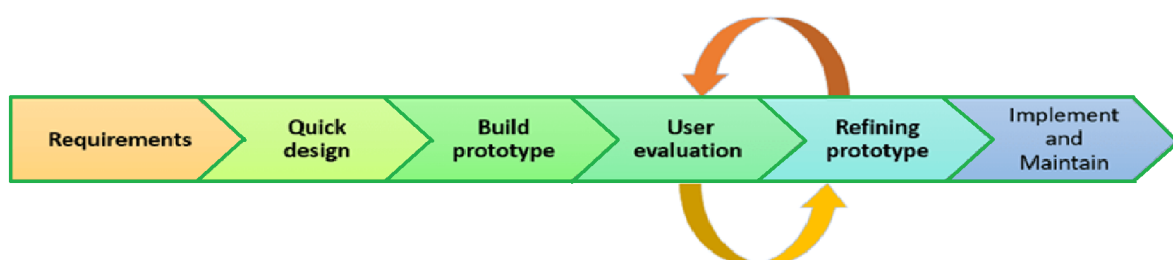 Requirements
Quick
design
Build
prototype
User
evaluation
Refining
prototype
Implement
and
Maintain